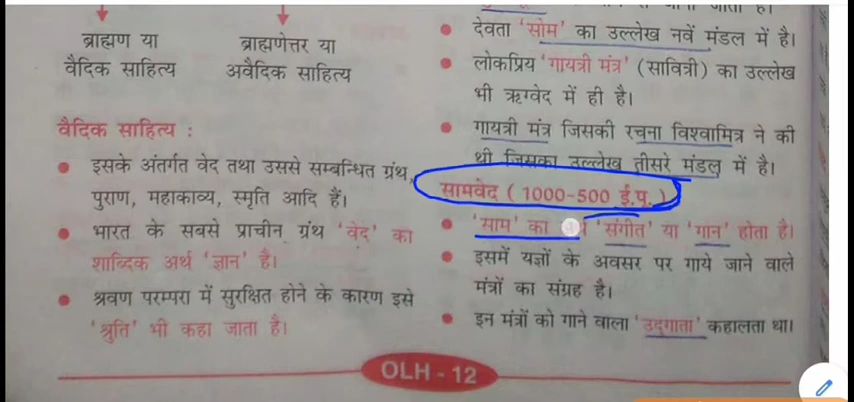 ब्राह्मण या
वैदिक साहित्य
ब्राह्मणेत्तर या
अवैदिक साहित्य
वैदिक साहित्य :
• इसके अंतर्गत वेद तथा उससे सम्बन्धित ग्रंथ,
पुराण, महाकाव्य, स्मृति आदि हैं।
• भारत के सबसे प्राचीन ग्रंथ 'वेद' का
शाब्दिक अर्थ 'ज्ञान' है।
• श्रवण परम्परा में सुरक्षित होने के कारण इसे
'श्रुति' भी कहा जाता है।
जाता है।
• देवता 'सोम' का उल्लेख नवें मंडल में है।
• लोकप्रिय 'गायत्री मंत्र' (सावित्री) का उल्लेख
भी ऋग्वेद में ही है।
• गायत्री मंत्र जिसकी रचना विश्वामित्र ने की
थी जिसका उल्लेख तीसरे मंडल में है।
सामवेद ( 1000-500 ई.पू. )
• 'साम' का 'संगीत' या 'गान' होता है।
• इसमें यज्ञों के अवसर पर गाये जाने वाले
मंत्रों का संग्रह है।
• इन मंत्रों को गाने वाला 'उद्गाता' कहालता था।
OLH - 12